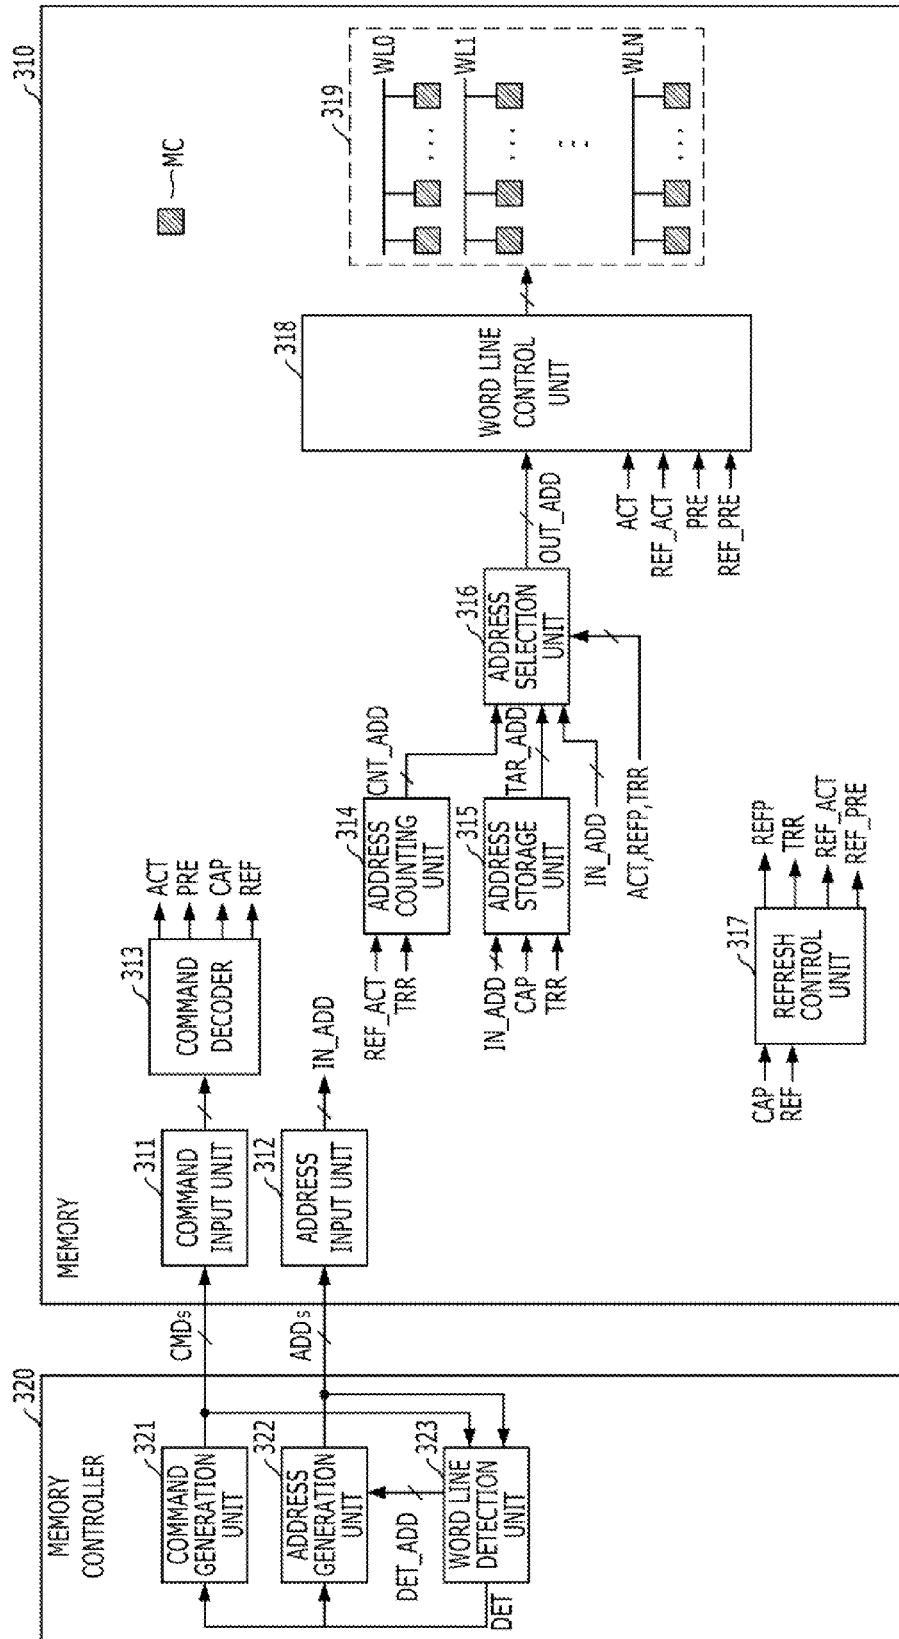 320
MEMORY
CONTROLLER
321
COMMAND
GENERATION
UNIT
322
ADDRESS
GENERATION
UNIT
DET_ADD
323
WORD LINE
DETECTION
UNIT
DET
CMDs
ADDs
310
MEMORY
311
COMMAND
INPUT UNIT
312
ADDRESS
INPUT UNIT
IN_ADD
313
COMMAND
DECODER
ACT
PRE
CAP
REF
REF_ACT
TRR
314
ADDRESS
COUNTING
UNIT
CNT_ADD
IN_ADD
CAP
TRR
315
ADDRESS
STORAGE
UNIT
TAR_ADD
IN_ADD
ACT,REFP,TRR
316
ADDRESS
SELECTION
UNIT
OUT_ADD
CAP
REF
317
REFRESH
CONTROL
UNIT
REFP
TRR
REF_ACT
REF_PRE
318
WORD LINE
CONTROL
UNIT
ACT
REF_ACT
PRE
REF_PRE
MC
319
WL0
WL1
WLN